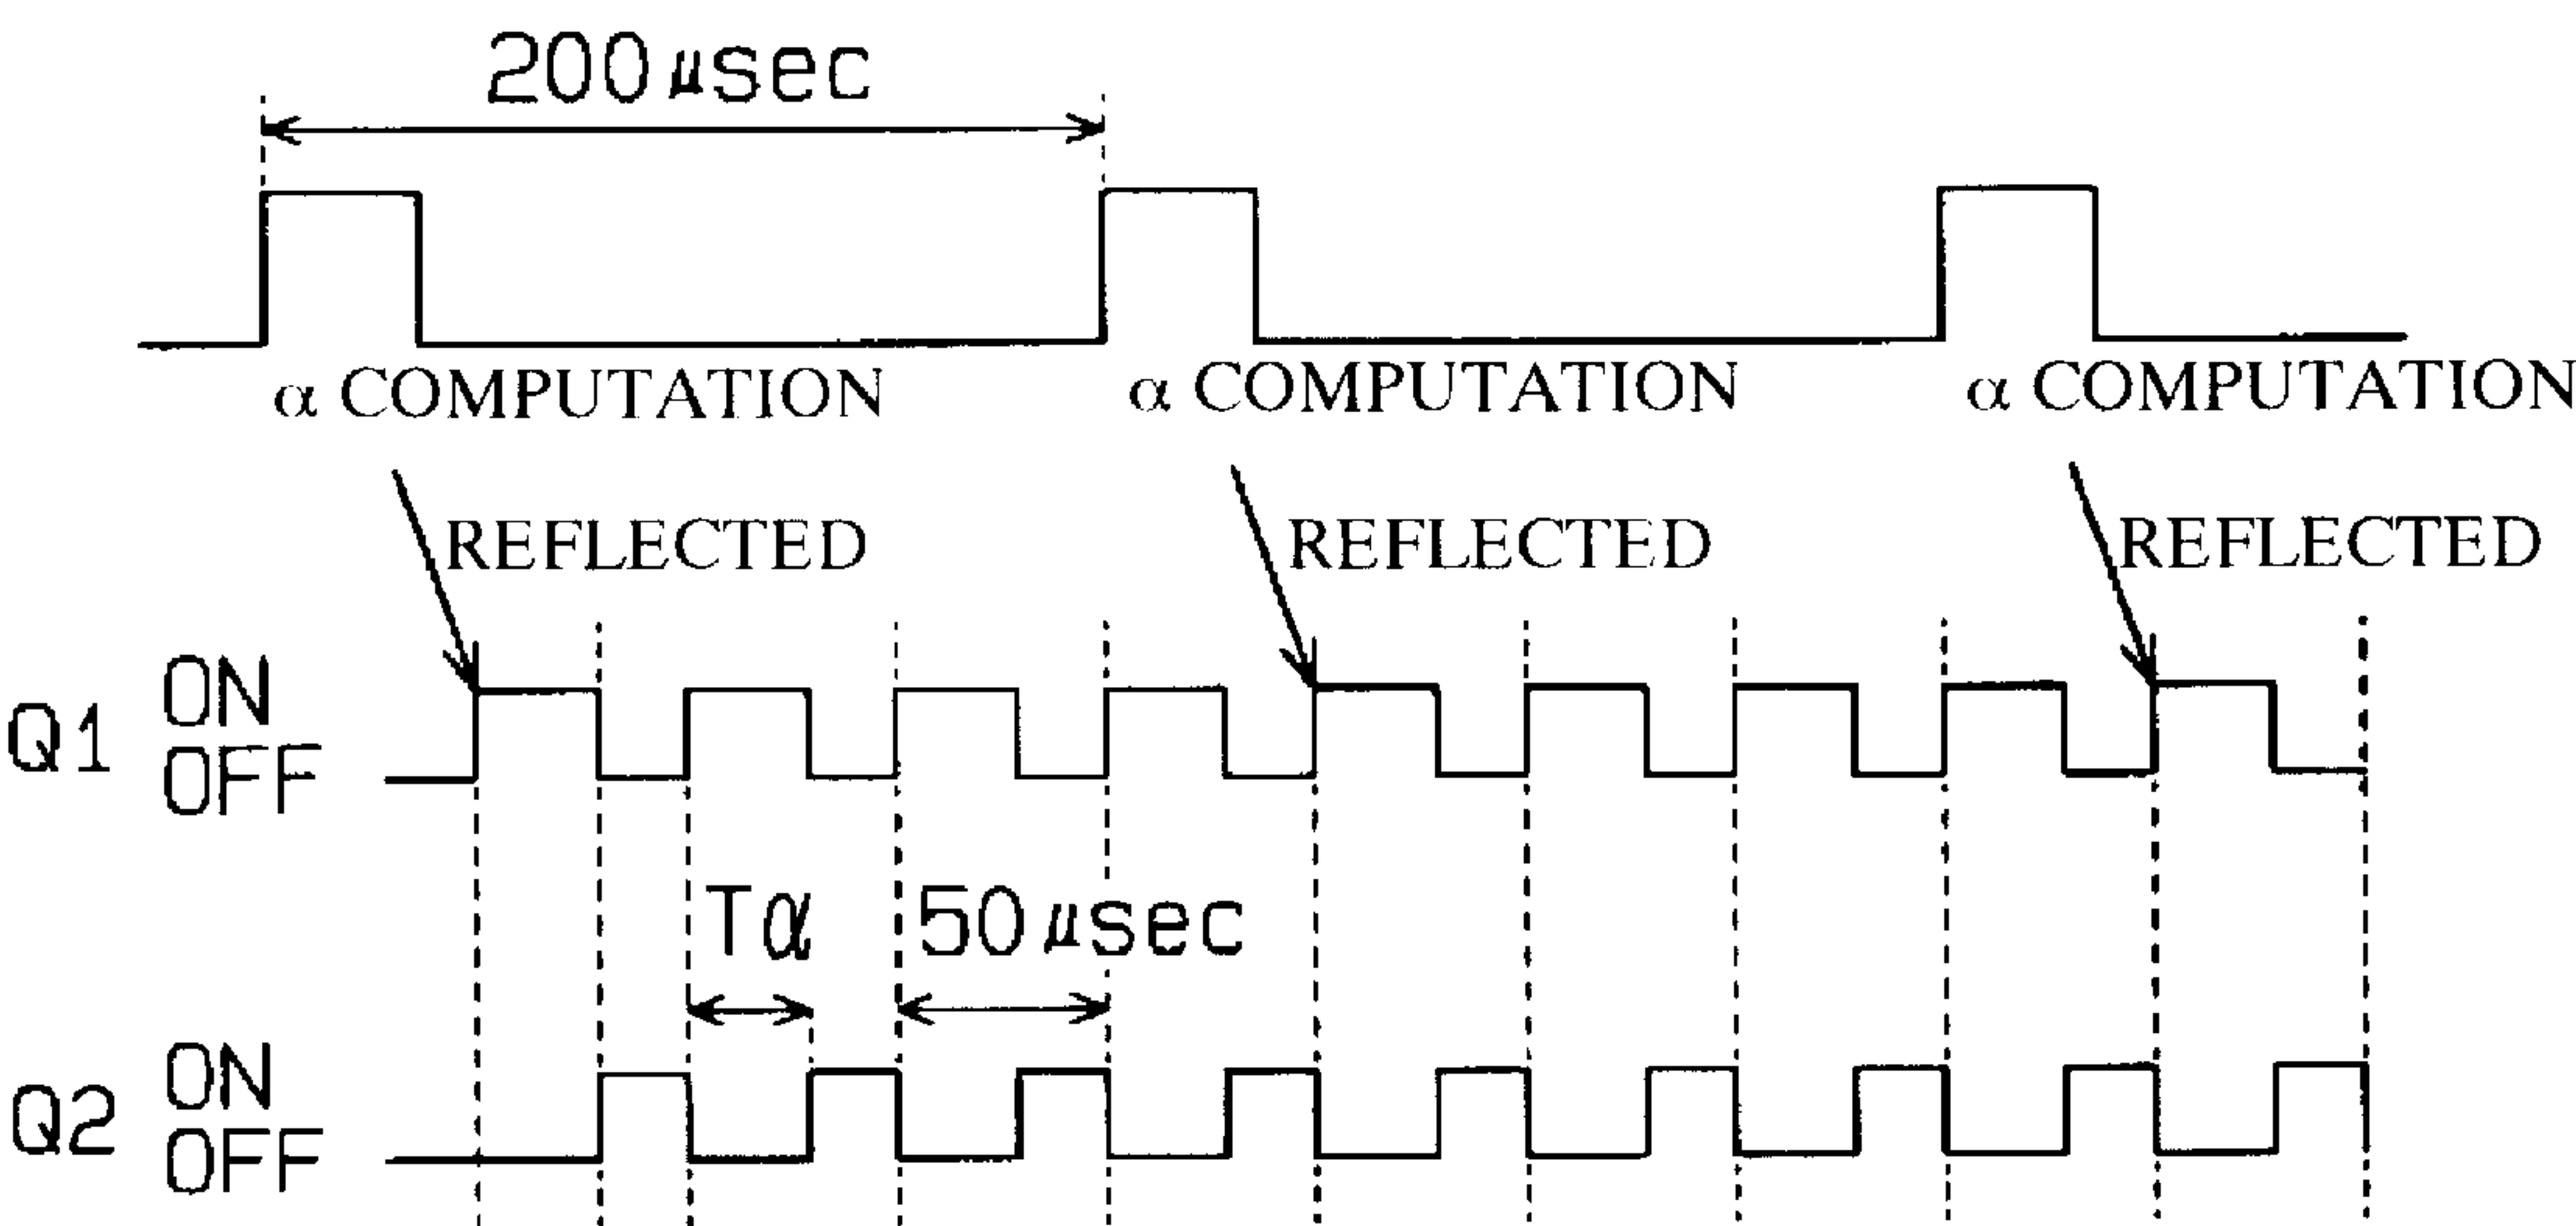 200μsec
α COMPUTATION α COMPUTATION α COMPUTATION
REFLECTED REFLECTED REFLECTED
Q1 ON
OFF
Tα 50μsec
Q2 ON
OFF